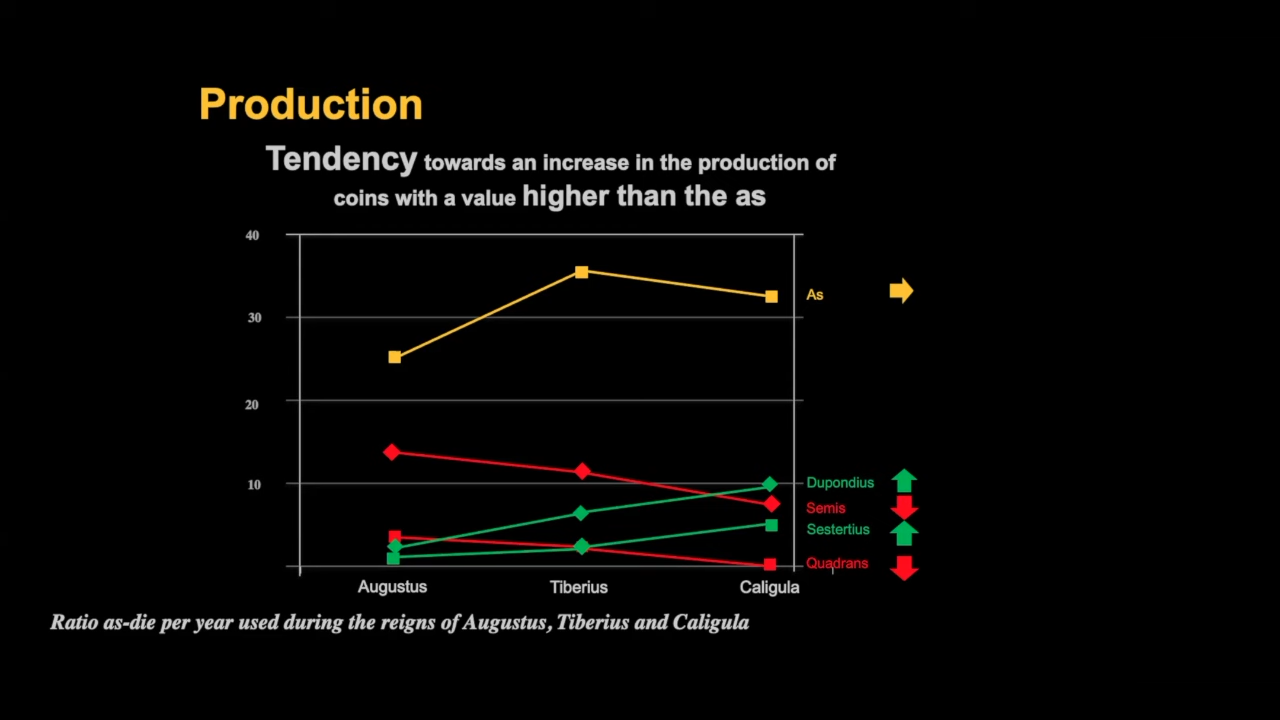 Production
Tendency towards an increase in the production of
coins with a value higher than the as
40
30
20
10
As
Dupondius
Semis
Sestertius
Quadrans
Augustus
Tiberius
Caligula
Ratio as-die per year used during the reigns of Augustus, Tiberius and Caligula